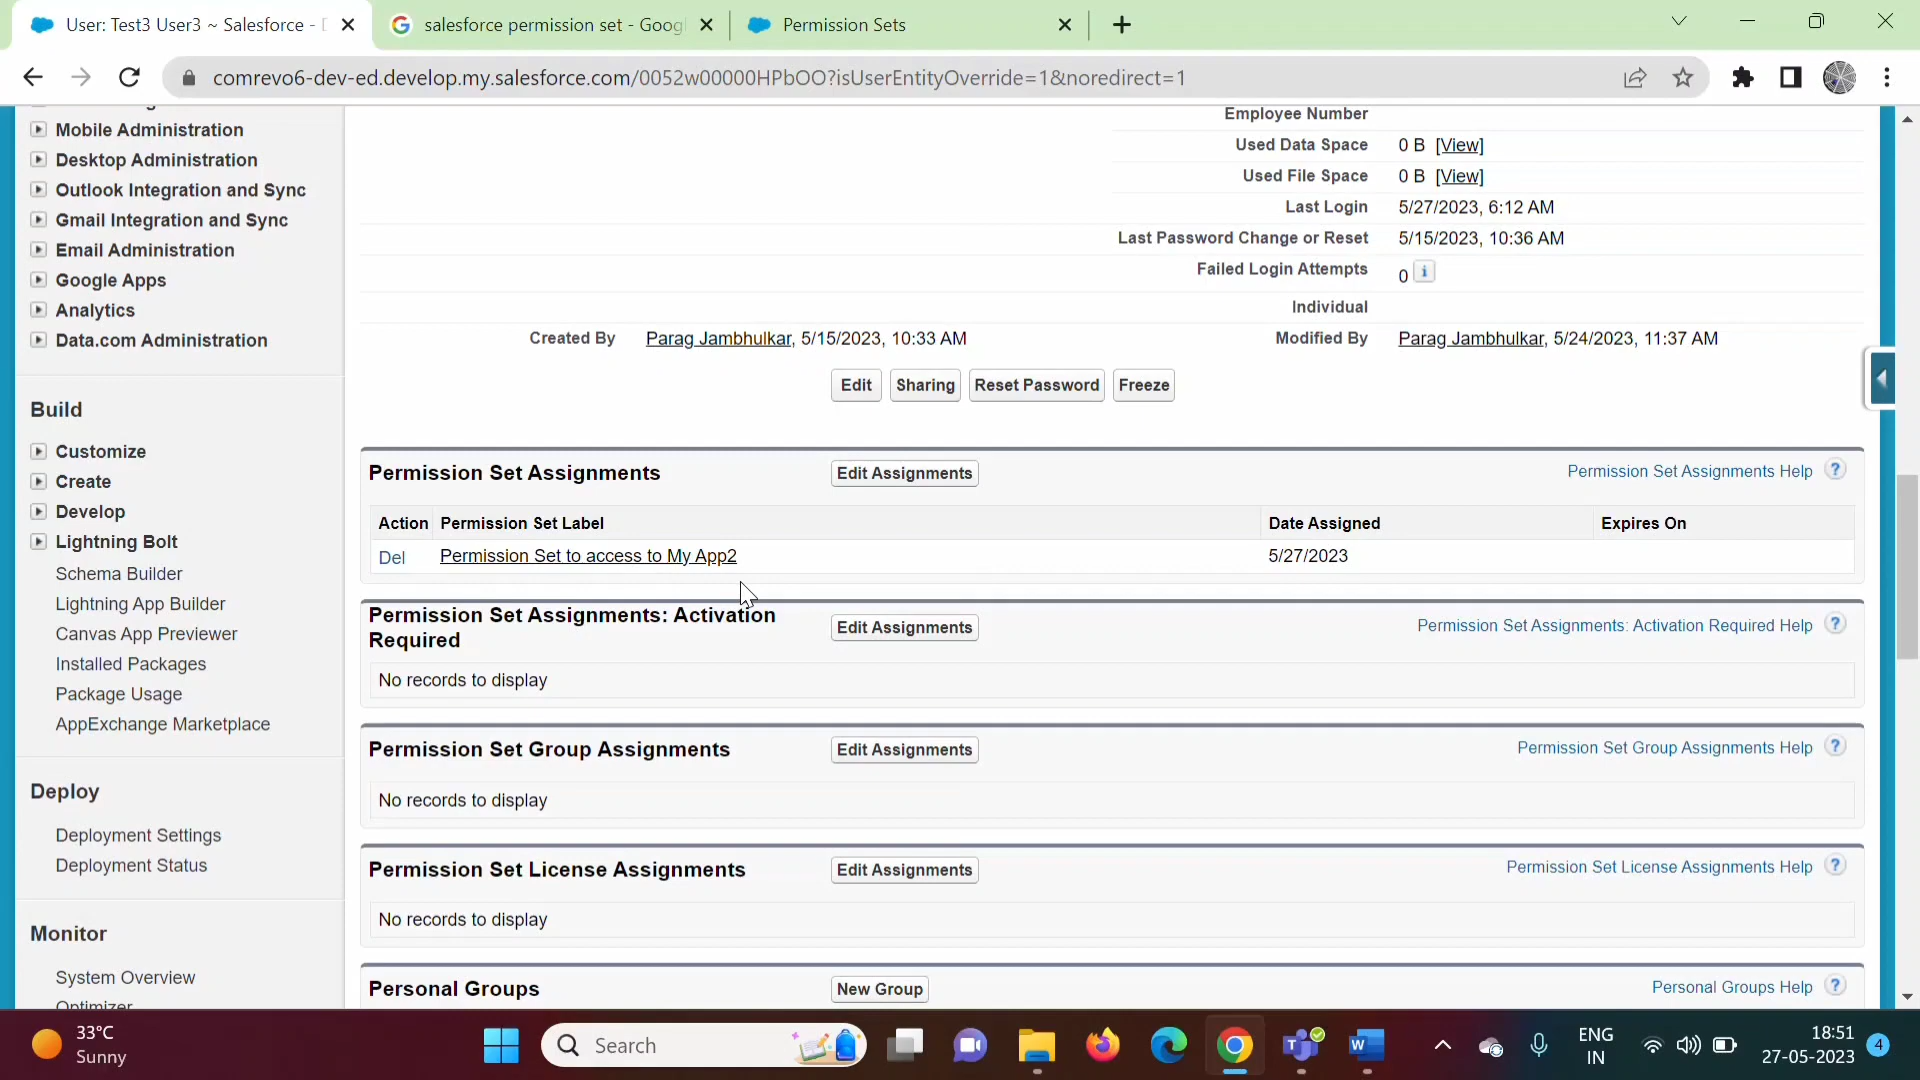 User: Test3 User3 ~ Salesforce -
salesforce permission set - Goog
Permission Sets
comrevo6-dev-ed.develop.my.salesforce.com/0052w00000HPbOO?isUserEntityOverride=1&noredirect=1
Mobile Administration
Desktop Administration
Outlook Integration and Sync
Gmail Integration and Sync
Email Administration
Google Apps
Analytics
Data.com Administration
Build
Customize
Create
Develop
Lightning Bolt
Schema Builder
Lightning App Builder
Canvas App Previewer
Installed Packages
Package Usage
AppExchange Marketplace
Deploy
Deployment Settings
Deployment Status
Monitor
System Overview
Optimizer
Employee Number
Used Data Space 0 B [View]
Used File Space 0 B [View]
Last Login 5/27/2023, 6:12 AM
Last Password Change or Reset 5/15/2023, 10:36 AM
Failed Login Attempts 0
Individual
Created By Parag Jambhulkar, 5/15/2023, 10:33 AM Modified By Parag Jambhulkar, 5/24/2023, 11:37 AM
Edit Sharing Reset Password Freeze
Permission Set Assignments Edit Assignments Permission Set Assignments Help ?
Action Permission Set Label Date Assigned Expires On
Del Permission Set to access to My App2 5/27/2023
Permission Set Assignments: Activation
Required
Edit Assignments Permission Set Assignments: Activation Required Help ?
No records to display
Permission Set Group Assignments Edit Assignments Permission Set Group Assignments Help ?
No records to display
Permission Set License Assignments Edit Assignments Permission Set License Assignments Help ?
No records to display
Personal Groups New Group Personal Groups Help ?
33°C
Sunny
Search
ENG
IN
18:51
27-05-2023
4